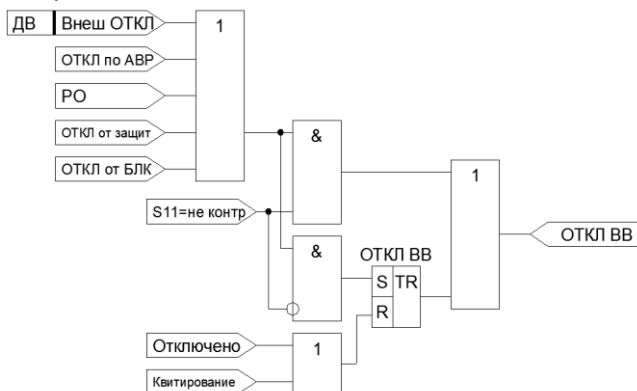 ДВ Внеш ОТКЛ
1
ОТКЛ по АВР
РО
ОТКЛ от защит
&
ОТКЛ от БЛК
1
S11=не контр
ОТКЛ ВВ
&
ОТКЛ ВВ
S TR
R
Отключено
1
Квитирование